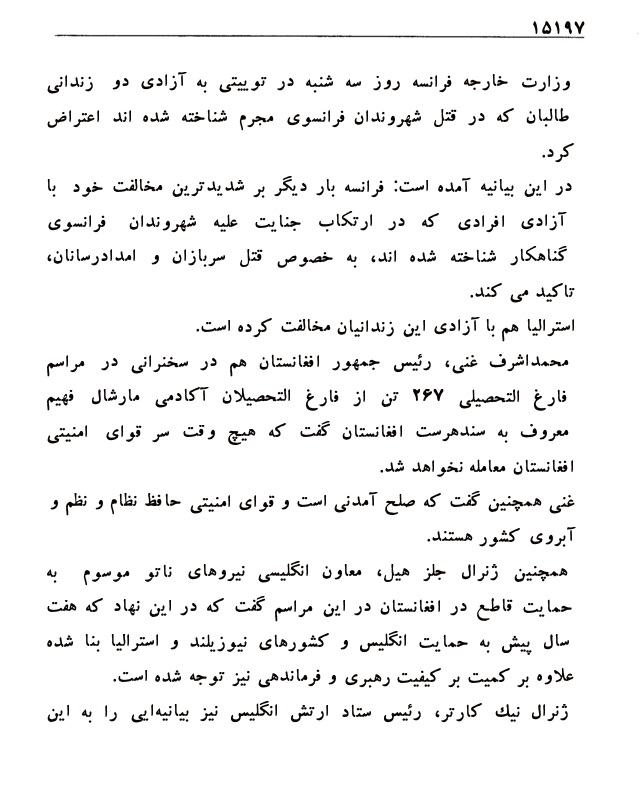 ۱۵۱۹۷
وزارت خارجه فرانسه روز سه شنبه در توییتی به آزادی دو زندانی
طالبان که در قتل شهروندان فرانسوی مجرم شناخته شده اند اعتراض
کرد.
در این بیانیه آمده است: فرانسه بار دیگر بر شدیدترین مخالفت خود با
آزادی افرادی که در ارتکاب جنایت علیه شهروندان فرانسوی
گناهکار شناخته شده اند، به خصوص قتل سربازان و امدادرسانان،
تاکید می کند.
استرالیا هم با آزادی این زندانیان مخالفت کرده است.
محمداشرف غنی، رئیس جمهور افغانستان هم در سخنرانی در مراسم
فارغ التحصیلی ۲۶۷ تن از فارغ التحصیلان آکادمی مارشال فهیم
معروف به سندهرست افغانستان گفت که هیچ وقت سر قوای امنیتی
افغانستان معامله نخواهد شد.
غنی همچنین گفت که صلح آمدنی است و قوای امنیتی حافظ نظام و نظم و
آبروی کشور هستند.
همچنین ژنرال جلز هیل، معاون انگلیسی نیروهای ناتو موسوم به
حمایت قاطع در افغانستان در این مراسم گفت که در این نهاد که هفت
سال پیش به حمایت انگلیس و کشورهای نیوزیلند و استرالیا بنا شده
علاوه بر کمیت بر کیفیت رهبری و فرماندهی نیز توجه شده است.
ژنرال نیك کارتر، رئیس ستاد ارتش انگلیس نیز بیانیه‌ایی را به این